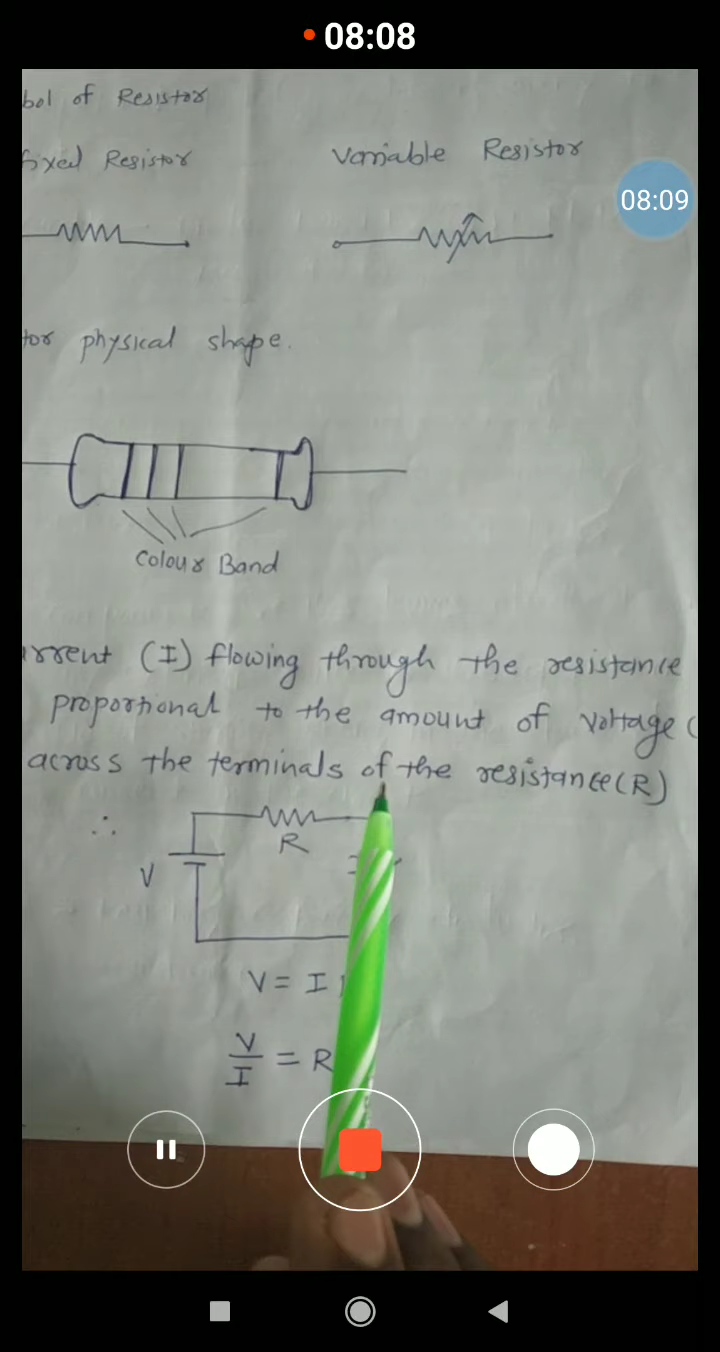 08:08
bol of Resistor
fixed Resistor
Variable Resistor
08:09
tor physical shape.
Colour Band
urrent (I) flowing through the resistance
proportional to the amount of voltage (
across the terminals of the resistance(R)
∴
R
V
V = I
V/I = R